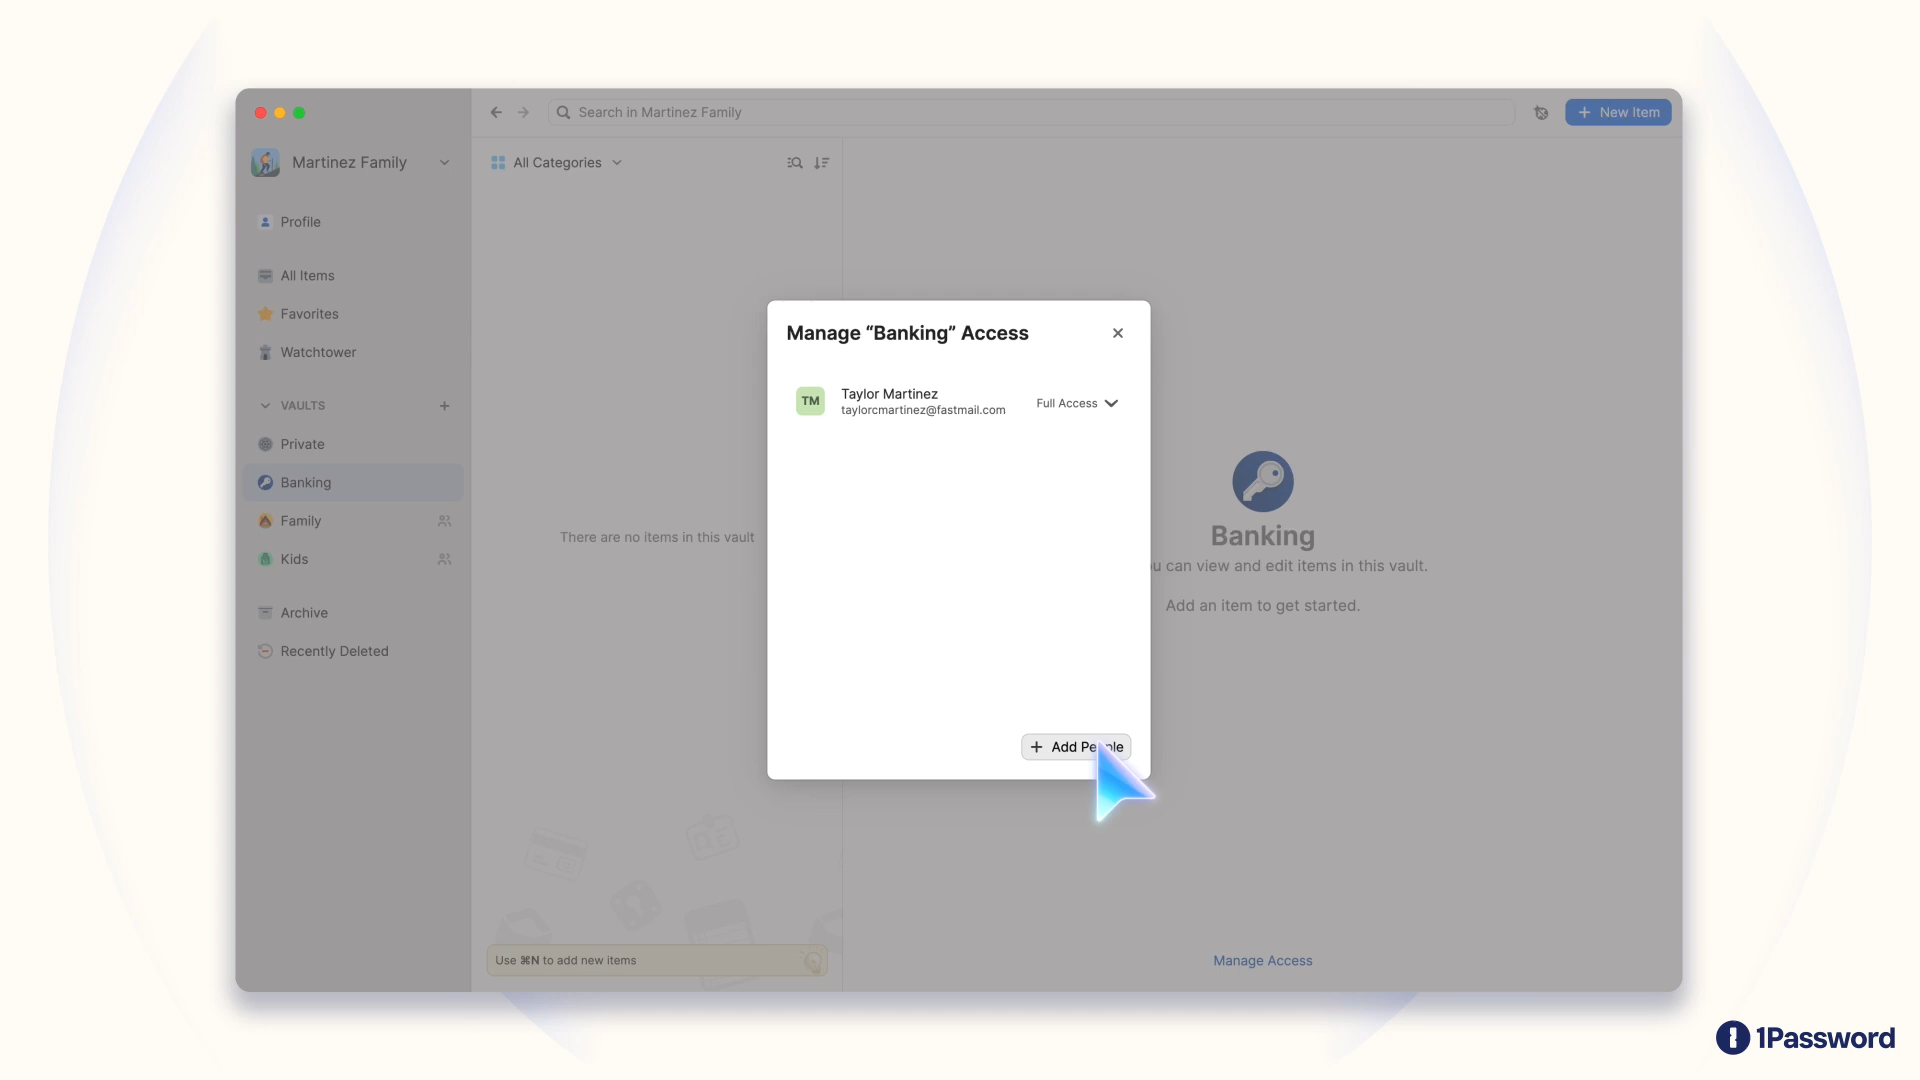 Search in Martinez Family
New Item
Martinez Family
All Categories
Profile
All Items
Favorites
Watchtower
VAULTS
Private
Banking
Family
Kids
Archive
Recently Deleted
There are no items in this vault
Use ⌘N to add new items
Manage “Banking” Access
TM
Taylor Martinez
taylorcmartinez@fastmail.com
Full Access
Add People
Banking
can view and edit items in this vault.
Add an item to get started.
Manage Access
1Password